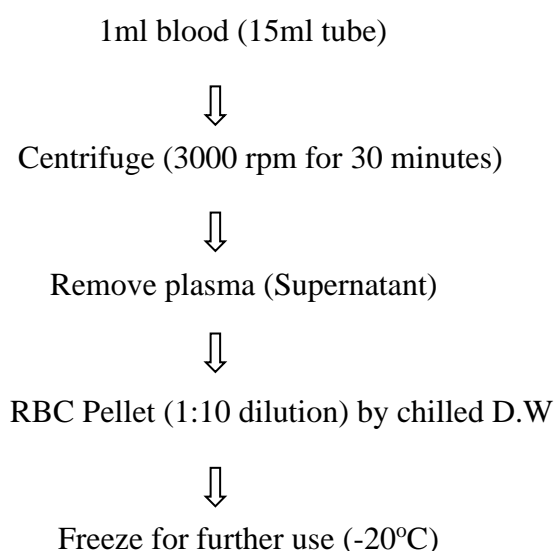 1ml blood (15ml tube)
⇩
Centrifuge (3000 rpm for 30 minutes)
⇩
Remove plasma (Supernatant)
⇩
RBC Pellet (1:10 dilution) by chilled D.W
⇩
Freeze for further use (-20ºC)